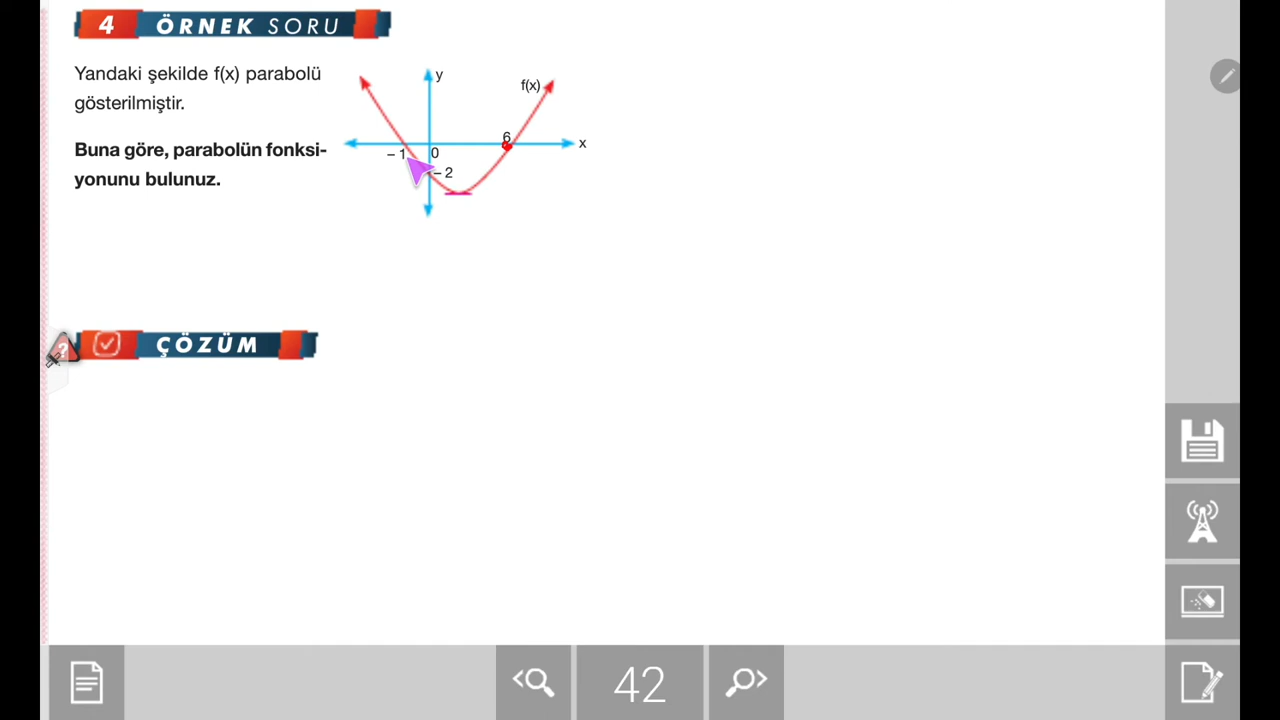 4 ÖRNEK SORU
Yandaki şekilde f(x) parabolü
gösterilmiştir.
Buna göre, parabolün fonksi-
yonunu bulunuz.
y
f(x)
6
x
– 1
0
– 2
?
ÇÖZÜM
42